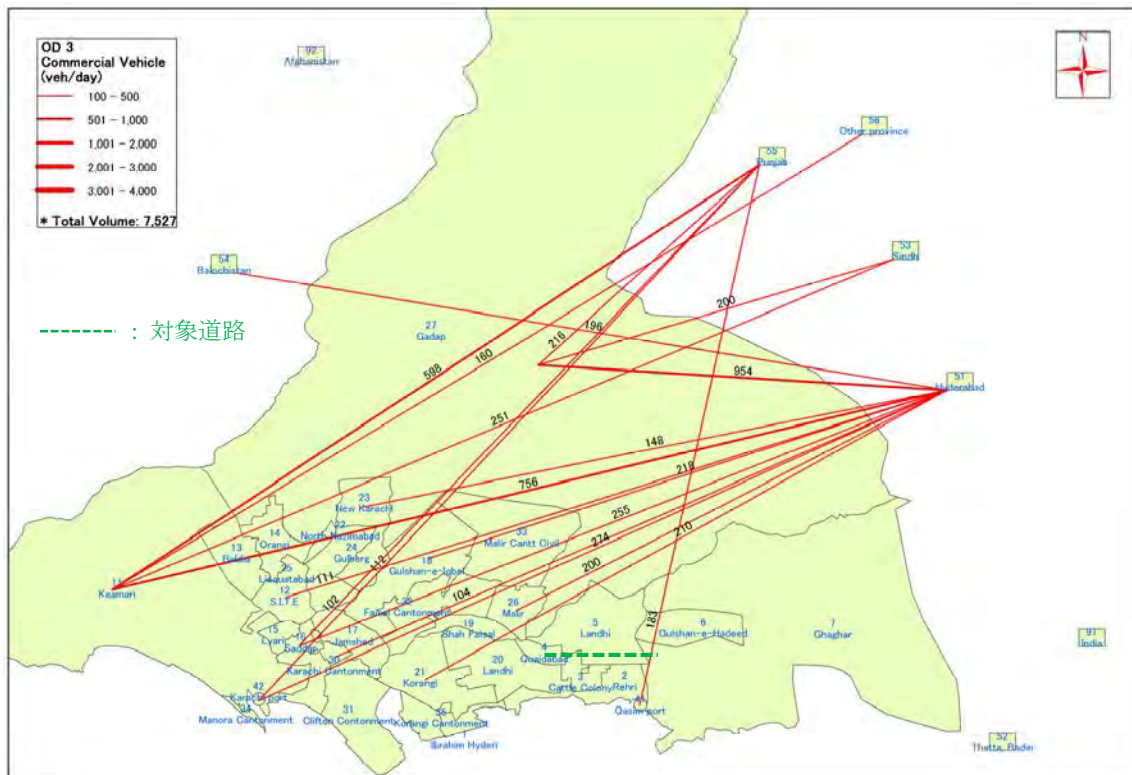 OD 3
Commercial Vehicle
(veh/day)
100 - 500
501 - 1,000
1,001 - 2,000
2,001 - 3,000
3,001 - 4,000
* Total Volume: 7,527
92
Afghanistan
N
56
Other province
55
Punjab
53
Sindh
54
Balochistan
200
196
27
Gadap
: 対象道路
216
160
598
954
51
Hyderabad
251
148
218
756
23
New Karachi
255
22
North Nazimabad
14
Orangi
33
Malir Cantt Civil
274
210
13
Baldia
24
Gulberg
112
18
Gulshan-e-Iqbal
200
25
Liaquatabad
11
Keamari
111
12
S.I.T.E
102
104
Faisal Cantonment
26
Malir
183
15
Lyari
16
Saddar
17
Jamshed
19
Shah Faisal
5
Landhi
6
Gulshan-e-Hadeed
7
Ghaghar
91
India
4
Quaidabad
30
Karachi Cantonment
20
Landhi
21
Korangi
3
Cattle Colony
2
Rehri
42
Karachi port
34
Manora Cantonment
31
Clifton Contonment
Korangi Cantonment
1
Ibrahim Hyderi
Qasim port
52
Thatta, Badin